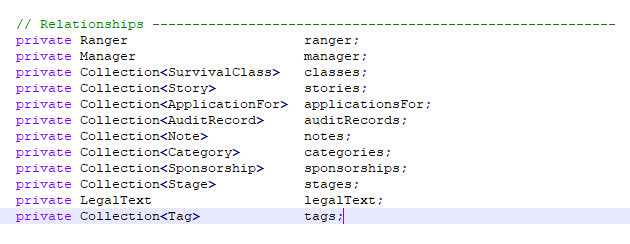 // Relationships ----------------------------------------------------------
private Ranger                      ranger;
private Manager                     manager;
private Collection<SurvivalClass>   classes;
private Collection<Story>           stories;
private Collection<ApplicationFor>  applicationsFor;
private Collection<AuditRecord>     auditRecords;
private Collection<Note>            notes;
private Collection<Category>        categories;
private Collection<Sponsorship>     sponsorships;
private Collection<Stage>           stages;
private LegalText                   legalText;
private Collection<Tag>             tags;